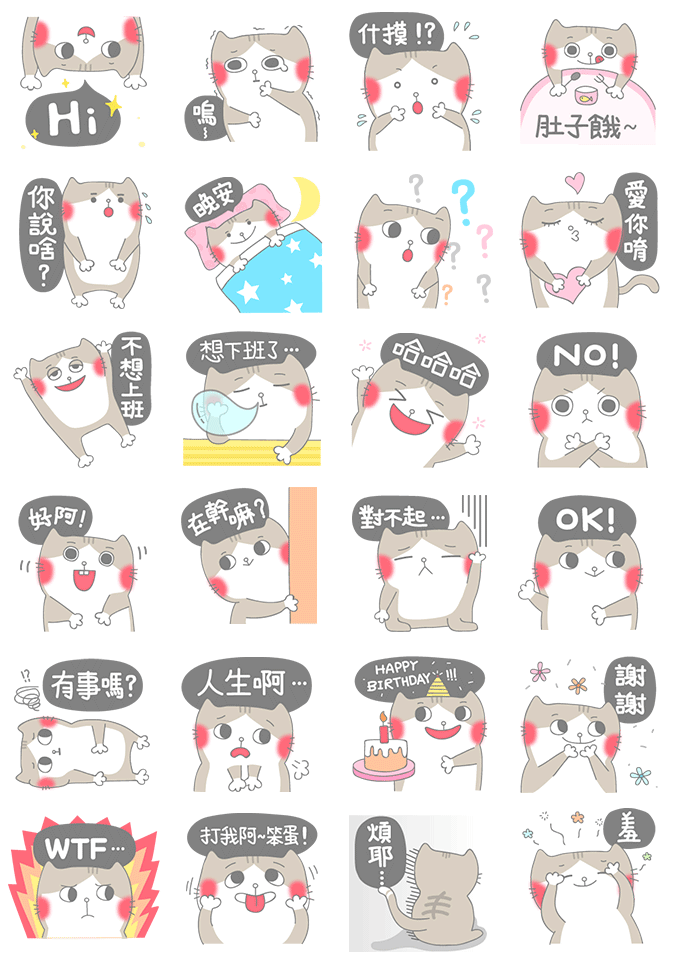 Hi
嗚~
什摸!?
肚子餓~
你說啥?
晚安
?
?
?
?
?
?
愛你唷
不想上班
想下班了…
哈哈哈
NO!
好阿!
在幹嘛?
對不起…
OK!
!?
有事嗎?
人生啊…
HAPPY
BIRTHDAY!!!
謝謝
WTF…
打我阿~笨蛋!
煩耶…
羞